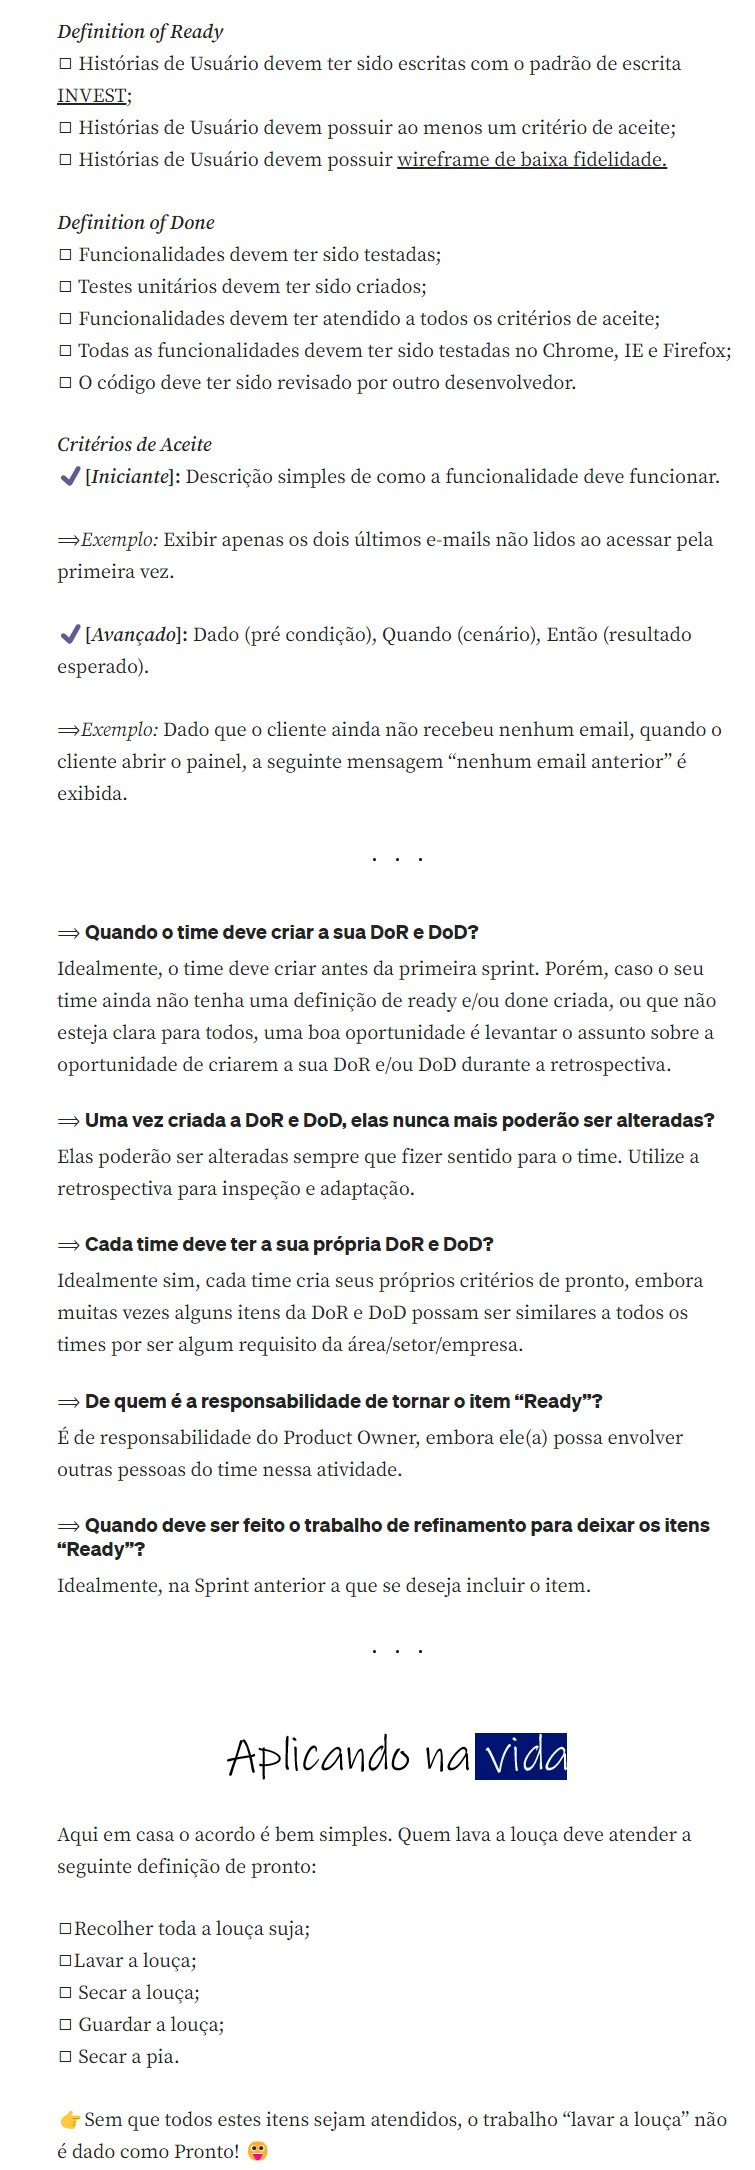 Definition of Ready
☐ Histórias de Usuário devem ter sido escritas com o padrão de escrita
INVEST;
☐ Histórias de Usuário devem possuir ao menos um critério de aceite;
☐ Histórias de Usuário devem possuir wireframe de baixa fidelidade.
Definition of Done
☐ Funcionalidades devem ter sido testadas;
☐ Testes unitários devem ter sido criados;
☐ Funcionalidades devem ter atendido a todos os critérios de aceite;
☐ Todas as funcionalidades devem ter sido testadas no Chrome, IE e Firefox;
☐ O código deve ter sido revisado por outro desenvolvedor.
Critérios de Aceite
✔ [Iniciante]: Descrição simples de como a funcionalidade deve funcionar.
⟹Exemplo: Exibir apenas os dois últimos e-mails não lidos ao acessar pela
primeira vez.
✔ [Avançado]: Dado (pré condição), Quando (cenário), Então (resultado
esperado).
⟹Exemplo: Dado que o cliente ainda não recebeu nenhum email, quando o
cliente abrir o painel, a seguinte mensagem “nenhum email anterior” é
exibida.
. . .
⟹ Quando o time deve criar a sua DoR e DoD?
Idealmente, o time deve criar antes da primeira sprint. Porém, caso o seu
time ainda não tenha uma definição de ready e/ou done criada, ou que não
esteja clara para todos, uma boa oportunidade é levantar o assunto sobre a
oportunidade de criarem a sua DoR e/ou DoD durante a retrospectiva.
⟹ Uma vez criada a DoR e DoD, elas nunca mais poderão ser alteradas?
Elas poderão ser alteradas sempre que fizer sentido para o time. Utilize a
retrospectiva para inspeção e adaptação.
⟹ Cada time deve ter a sua própria DoR e DoD?
Idealmente sim, cada time cria seus próprios critérios de pronto, embora
muitas vezes alguns itens da DoR e DoD possam ser similares a todos os
times por ser algum requisito da área/setor/empresa.
⟹ De quem é a responsabilidade de tornar o item “Ready”?
É de responsabilidade do Product Owner, embora ele(a) possa envolver
outras pessoas do time nessa atividade.
⟹ Quando deve ser feito o trabalho de refinamento para deixar os itens
“Ready”?
Idealmente, na Sprint anterior a que se deseja incluir o item.
. . .
Aplicando na vida
Aqui em casa o acordo é bem simples. Quem lava a louça deve atender a
seguinte definição de pronto:
☐Recolher toda a louça suja;
☐Lavar a louça;
☐ Secar a louça;
☐ Guardar a louça;
☐ Secar a pia.
👉Sem que todos estes itens sejam atendidos, o trabalho “lavar a louça” não
é dado como Pronto! 😜